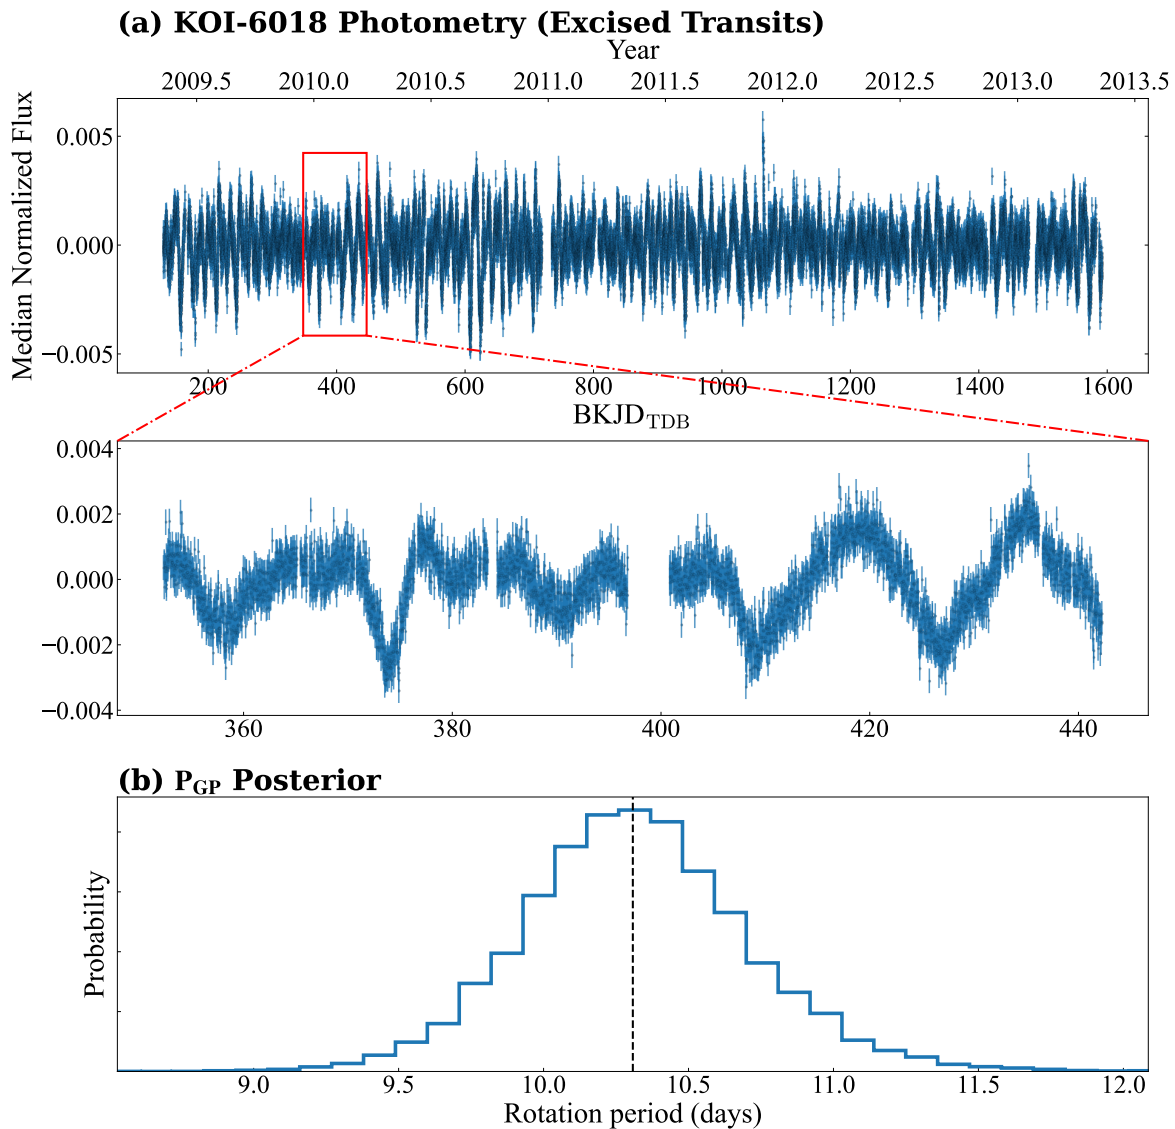 (a) KOI-6018 Photometry (Excised Transits)
Year
2009.5 2010.0 2010.5 2011.0 2011.5 2012.0 2012.5 2013.0 2013.5
Median Normalized Flux
0.005
0.000
−0.005
200 400 600 800 1000 1200 1400 1600
BKJD_TDB
0.004
0.002
0.000
−0.002
−0.004
360 380 400 420 440
(b) P_GP Posterior
Probability
9.0 9.5 10.0 10.5 11.0 11.5 12.0
Rotation period (days)